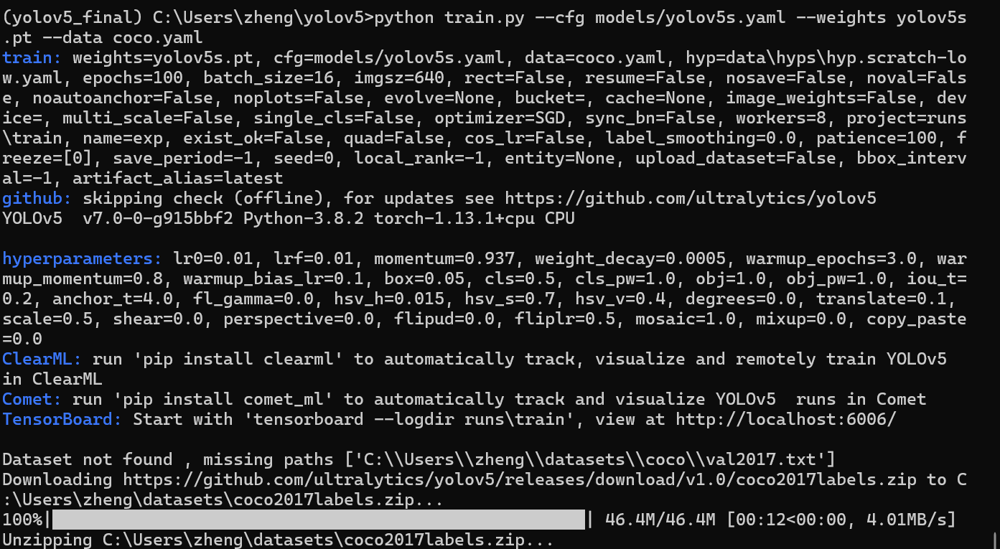 (yolov5_final) C:\Users\zheng\yolov5>python train.py --cfg models/yolov5s.yaml --weights yolov5s
.pt --data coco.yaml
train: weights=yolov5s.pt, cfg=models/yolov5s.yaml, data=coco.yaml, hyp=data\hyps\hyp.scratch-lo
w.yaml, epochs=100, batch_size=16, imgsz=640, rect=False, resume=False, nosave=False, noval=Fals
e, noautoanchor=False, noplots=False, evolve=None, bucket=, cache=None, image_weights=False, dev
ice=, multi_scale=False, single_cls=False, optimizer=SGD, sync_bn=False, workers=8, project=runs
\train, name=exp, exist_ok=False, quad=False, cos_lr=False, label_smoothing=0.0, patience=100, f
reeze=[0], save_period=-1, seed=0, local_rank=-1, entity=None, upload_dataset=False, bbox_interv
al=-1, artifact_alias=latest
github: skipping check (offline), for updates see https://github.com/ultralytics/yolov5
YOLOv5  v7.0-0-g915bbf2 Python-3.8.2 torch-1.13.1+cpu CPU
hyperparameters: lr0=0.01, lrf=0.01, momentum=0.937, weight_decay=0.0005, warmup_epochs=3.0, war
mup_momentum=0.8, warmup_bias_lr=0.1, box=0.05, cls=0.5, cls_pw=1.0, obj=1.0, obj_pw=1.0, iou_t=
0.2, anchor_t=4.0, fl_gamma=0.0, hsv_h=0.015, hsv_s=0.7, hsv_v=0.4, degrees=0.0, translate=0.1,
scale=0.5, shear=0.0, perspective=0.0, flipud=0.0, fliplr=0.5, mosaic=1.0, mixup=0.0, copy_paste
=0.0
ClearML: run 'pip install clearml' to automatically track, visualize and remotely train YOLOv5
in ClearML
Comet: run 'pip install comet_ml' to automatically track and visualize YOLOv5  runs in Comet
TensorBoard: Start with 'tensorboard --logdir runs\train', view at http://localhost:6006/
Dataset not found , missing paths ['C:\\Users\\zheng\\datasets\\coco\\val2017.txt']
Downloading https://github.com/ultralytics/yolov5/releases/download/v1.0/coco2017labels.zip to C
:\Users\zheng\datasets\coco2017labels.zip...
100%| | 46.4M/46.4M [00:12<00:00, 4.01MB/s]
Unzipping C:\Users\zheng\datasets\coco2017labels.zip...